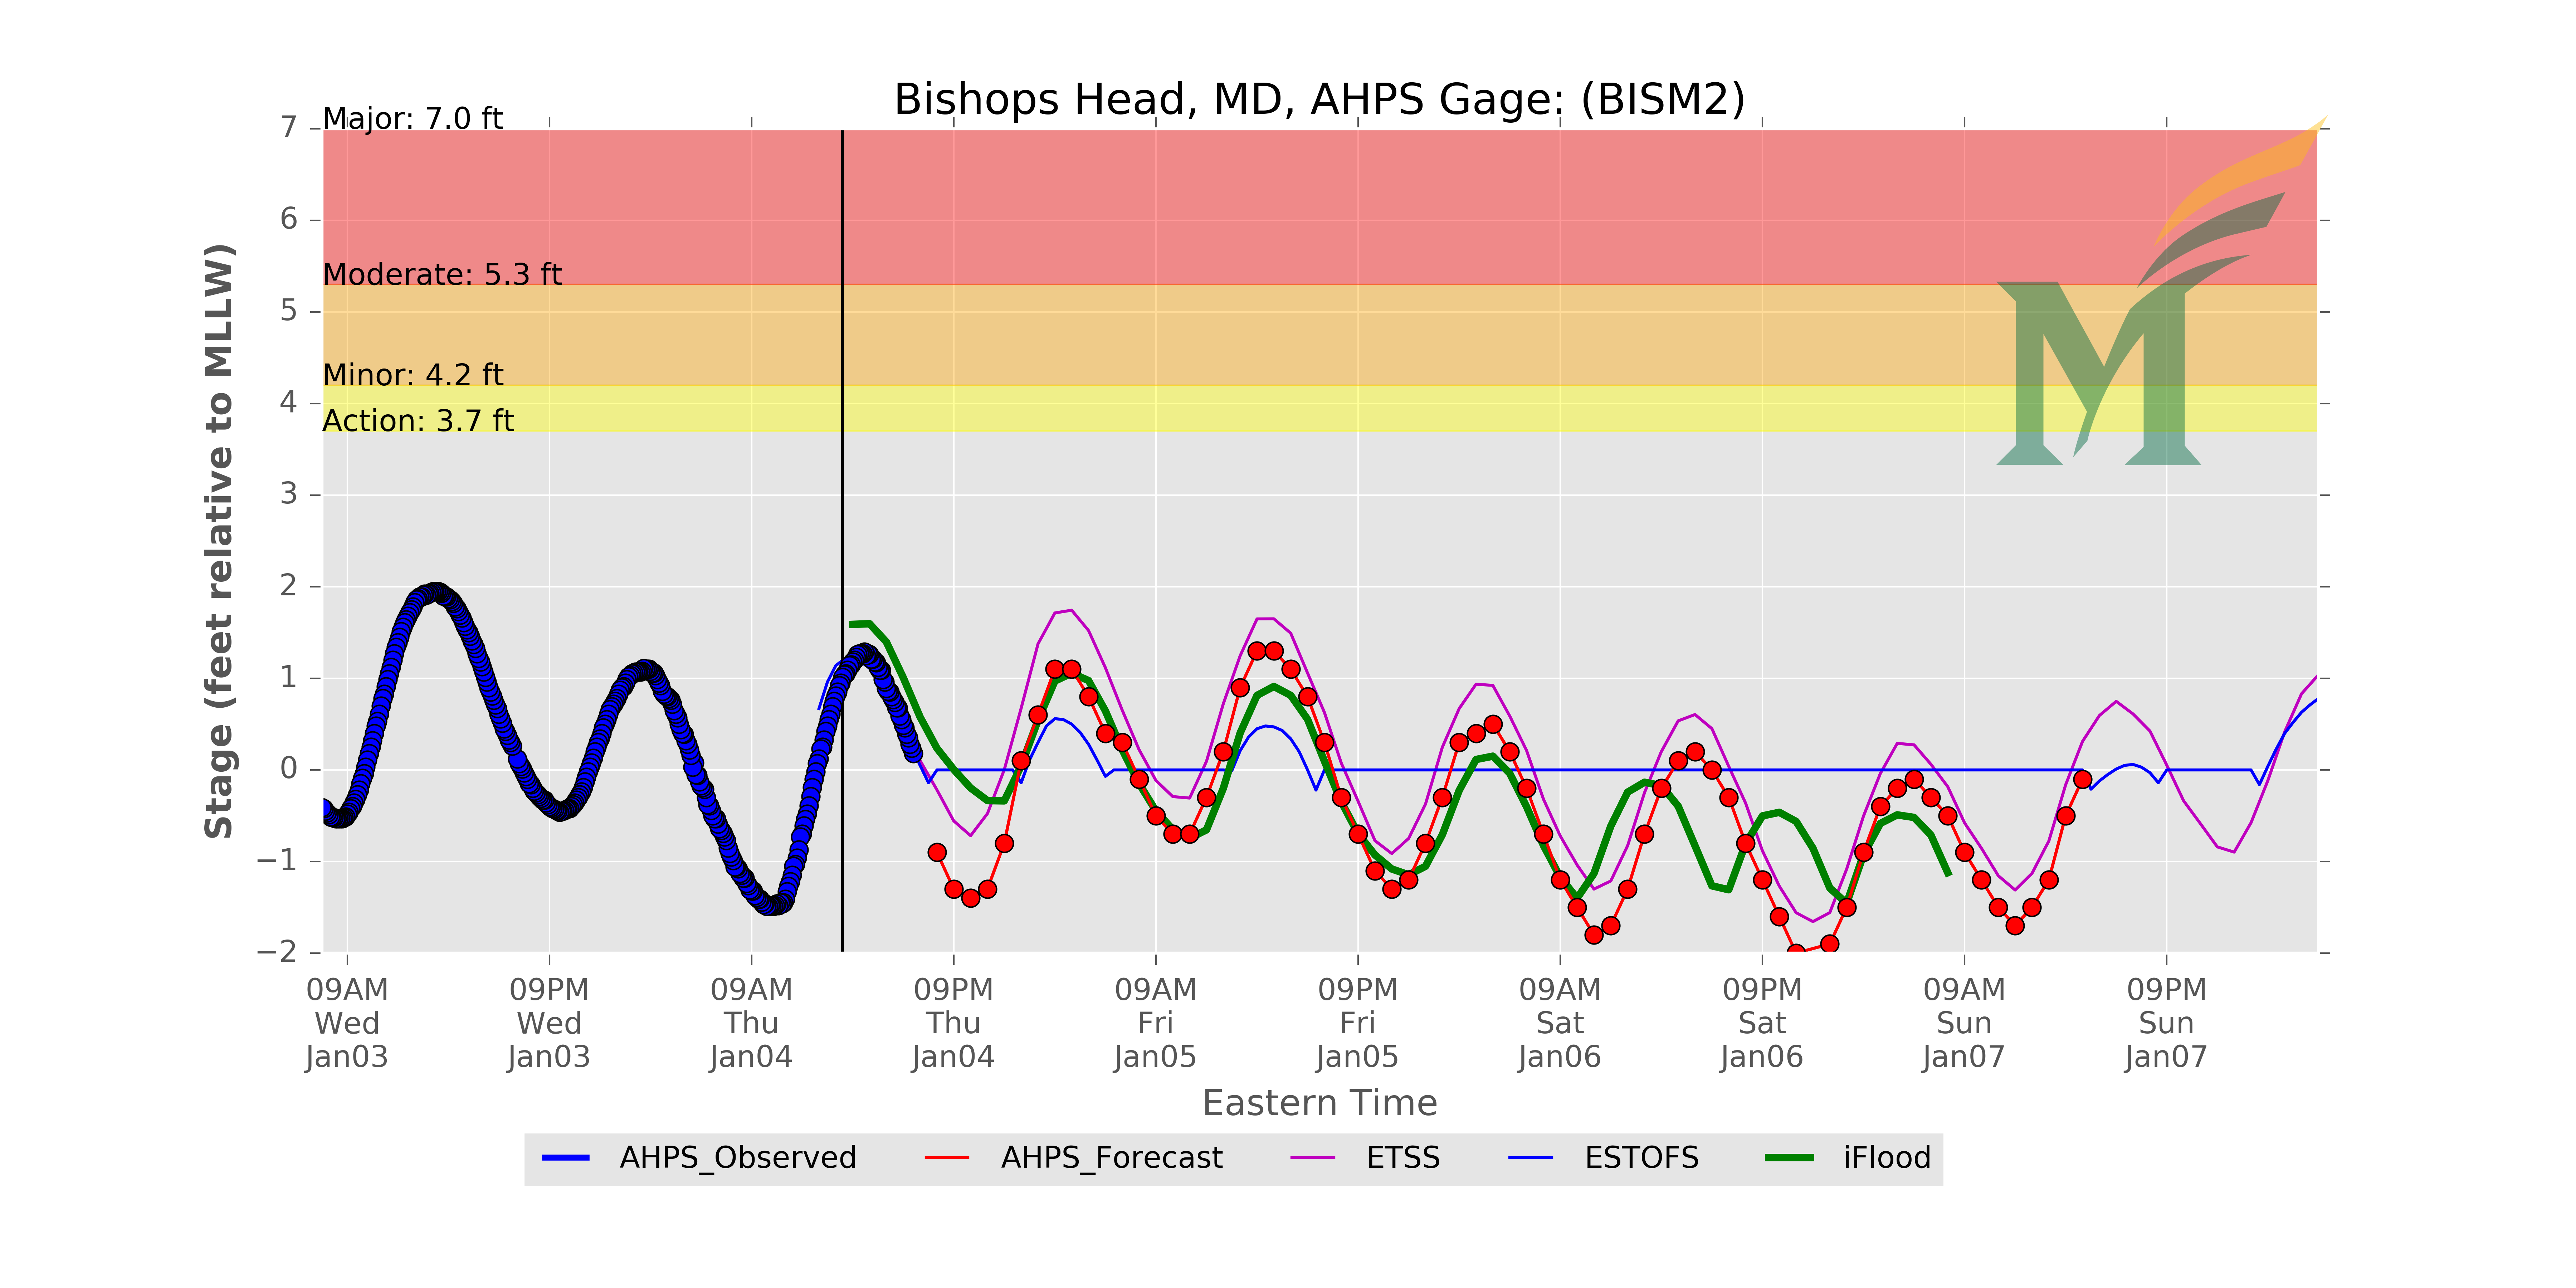 Bishops Head, MD, AHPS Gage: (BISM2)
Major: 7.0 ft
Moderate: 5.3 ft
Minor: 4.2 ft
Action: 3.7 ft
Stage (feet relative to MLLW)
7
6
5
4
3
2
1
0
−1
−2
09AM 09PM 09AM 09PM 09AM 09PM 09AM 09PM 09AM 09PM
Wed Wed Thu Thu Fri Fri Sat Sat Sun Sun
Jan03 Jan03 Jan04 Jan04 Jan05 Jan05 Jan06 Jan06 Jan07 Jan07
Eastern Time
AHPS_Observed AHPS_Forecast ETSS ESTOFS iFlood
M